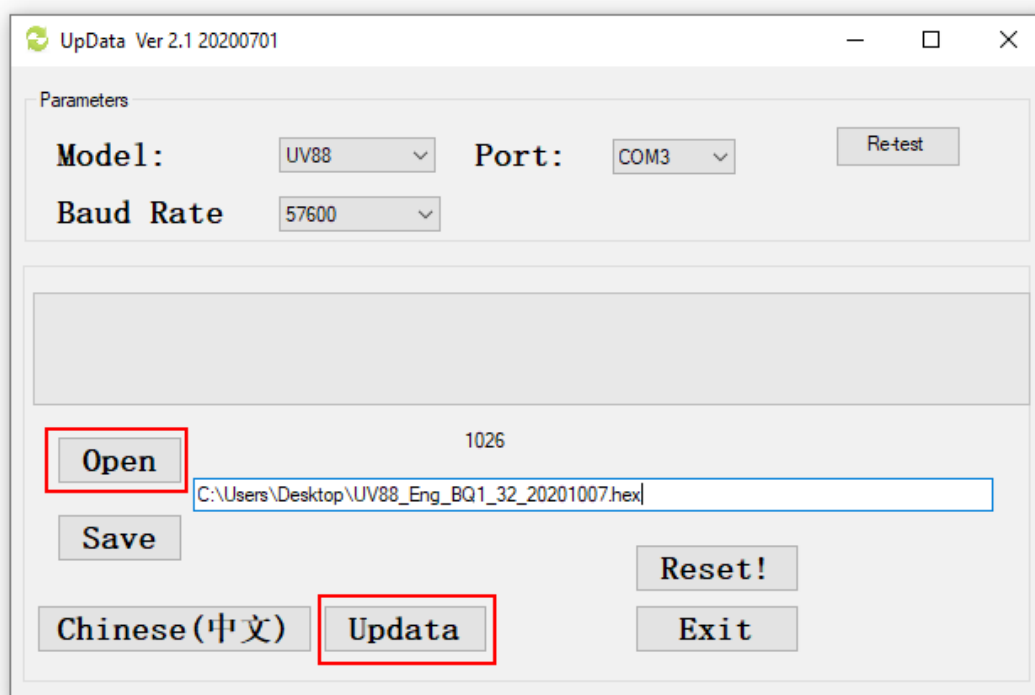 UpData Ver 2.1 20200701
Parameters
Model: UV88 Port: COM3 Re-test
Baud Rate 57600
1026
Open
C:\Users\Desktop\UV88_Eng_BQ1_32_20201007.hex
Save
Reset!
Chinese(中文) Updata Exit